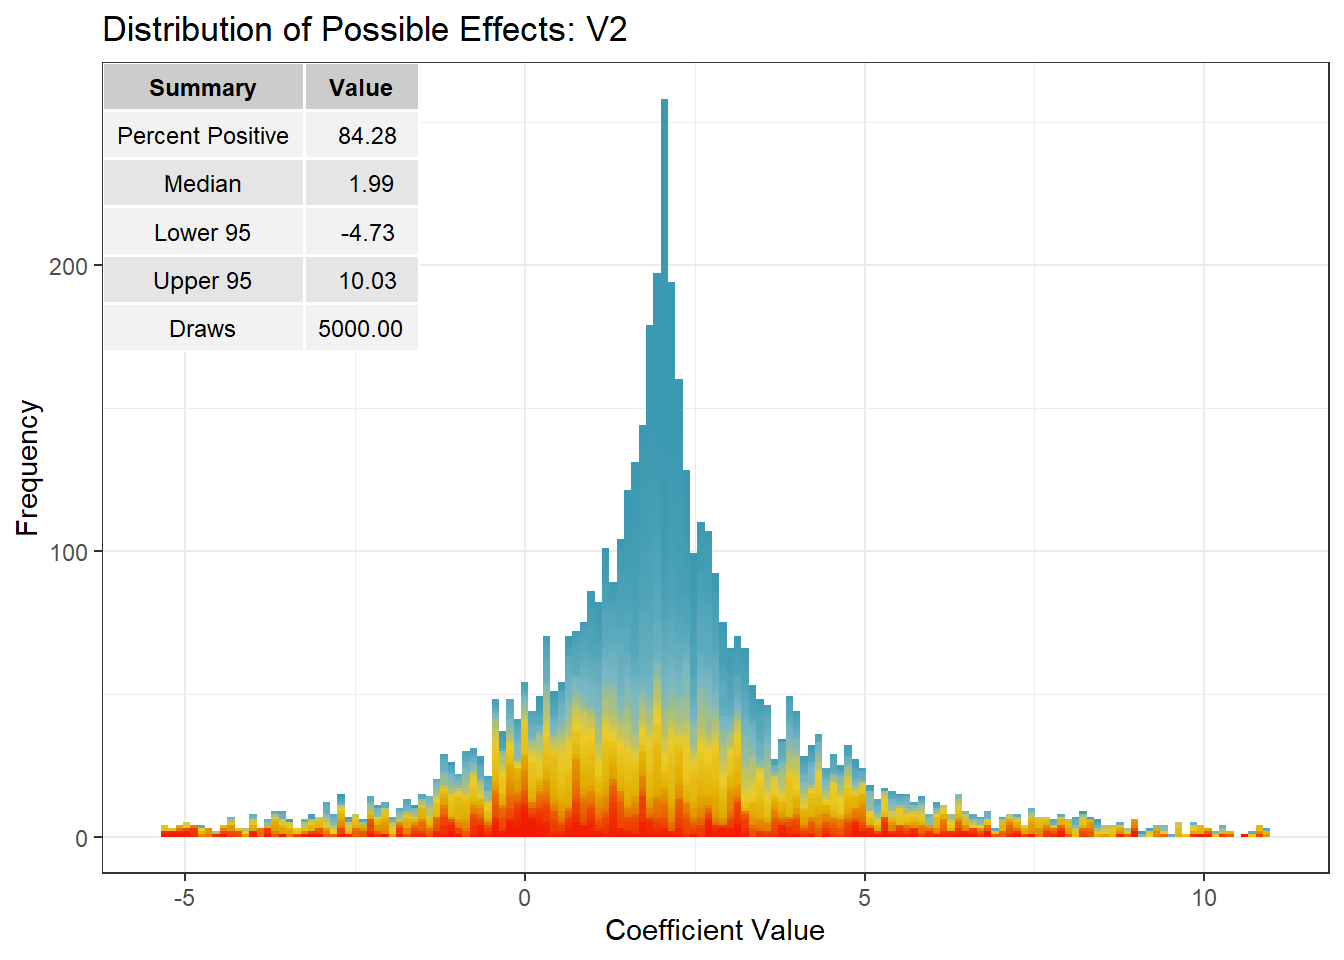 Distribution of Possible Effects: V2
Summary Value
Percent Positive 84.28
Median 1.99
Lower 95 -4.73
Upper 95 10.03
Draws 5000.00
200
100
0
Frequency
-5 0 5 10
Coefficient Value